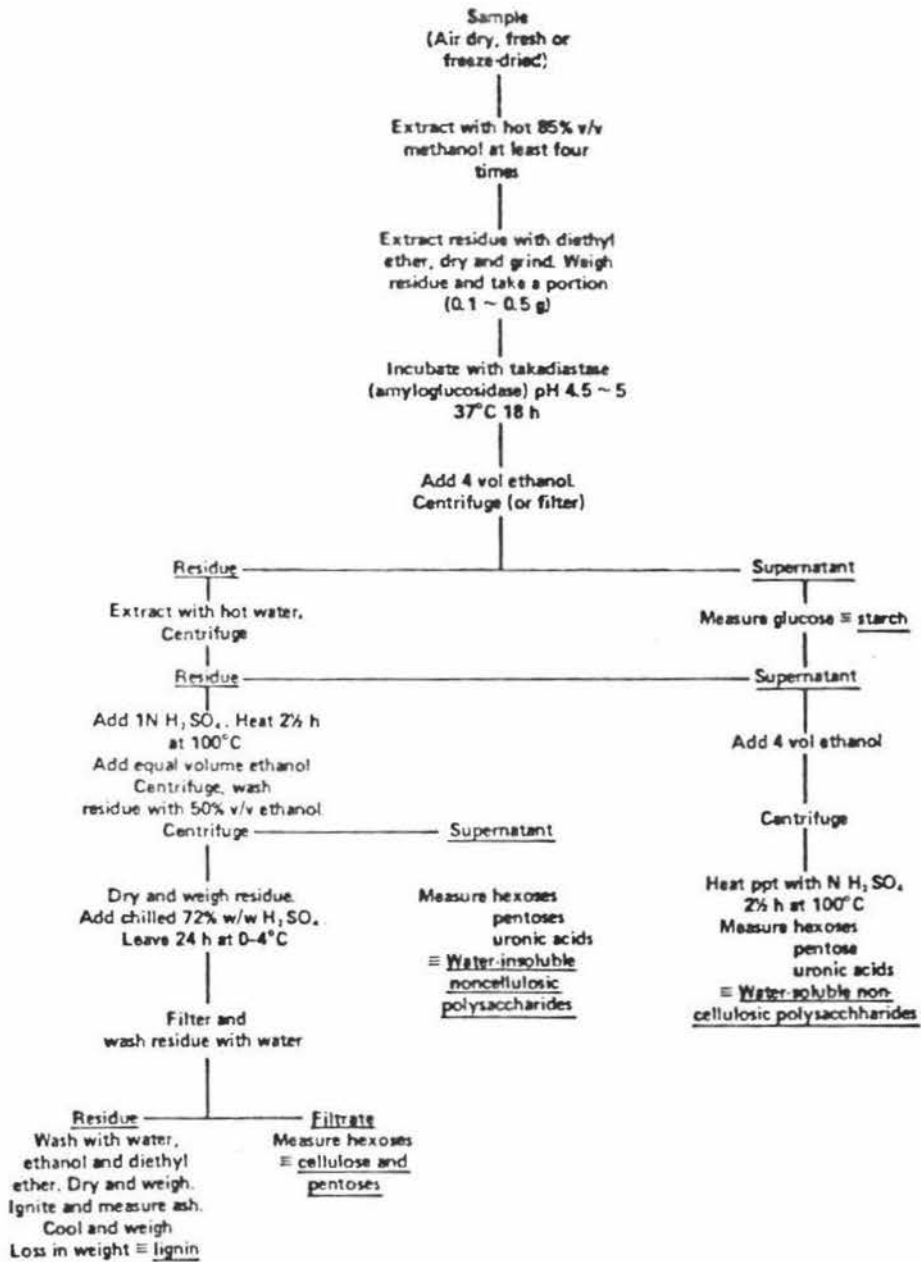 Sample
(Air dry, fresh or
freeze-dried)
Extract with hot 85% v/v
methanol at least four
times
Extract residue with diethyl
ether, dry and grind. Weigh
residue and take a portion
(0.1 ~ 0.5 g)
Incubate with takadiastase
(amyloglucosidase) pH 4.5 ~ 5
37°C 18 h
Add 4 vol ethanol.
Centrifuge (or filter)
Residue
Supernatant
Extract with hot water.
Centrifuge
Measure glucose ≡ starch
Residue
Supernatant
Add 1N H₂SO₄. Heat 2½ h
at 100°C
Add equal volume ethanol
Centrifuge, wash
residue with 50% v/v ethanol
Centrifuge
Supernatant
Add 4 vol ethanol
Centrifuge
Dry and weigh residue.
Add chilled 72% w/w H₂SO₄.
Leave 24 h at 0-4°C
Measure hexoses
pentoses
uronic acids
≡ Water-insoluble
noncellulosic
polysaccharides
Heat ppt with N H₂SO₄
2½ h at 100°C
Measure hexoses
pentose
uronic acids
≡ Water-soluble non-
cellulosic polysacchharides
Filter and
wash residue with water
Residue
Wash with water,
ethanol and diethyl
ether. Dry and weigh.
Ignite and measure ash.
Cool and weigh
Loss in weight ≡ lignin
Filtrate
Measure hexoses
≡ cellulose and
pentoses